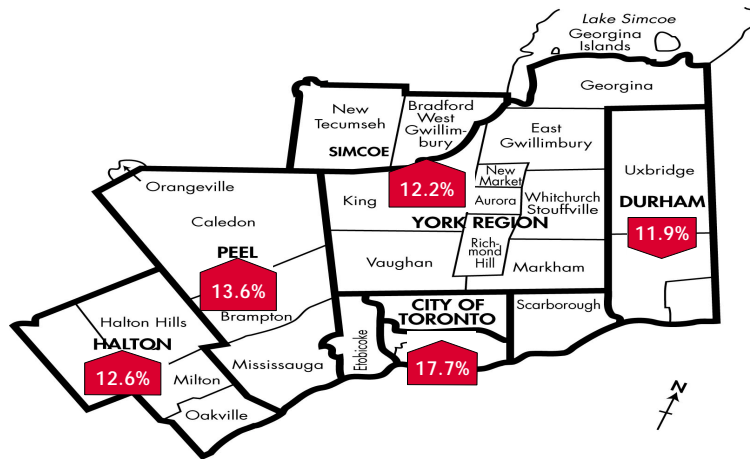 Lake Simcoe
Georgina
Islands
Georgina
New
Tecumseh
Bradford
West
Gwillim-
bury
SIMCOE
East
Gwillimbury
Uxbridge
Orangeville
12.2%
New
Market
King
Aurora
Whitchurch
Stouffville
DURHAM
Caledon
YORK REGION
11.9%
PEEL
Rich-
mond
Hill
Vaughan
Markham
13.6%
CITY OF
TORONTO
Scarborough
Halton Hills
Brampton
HALTON
Etobicoke
Mississauga
12.6%
Milton
17.7%
Oakville
N